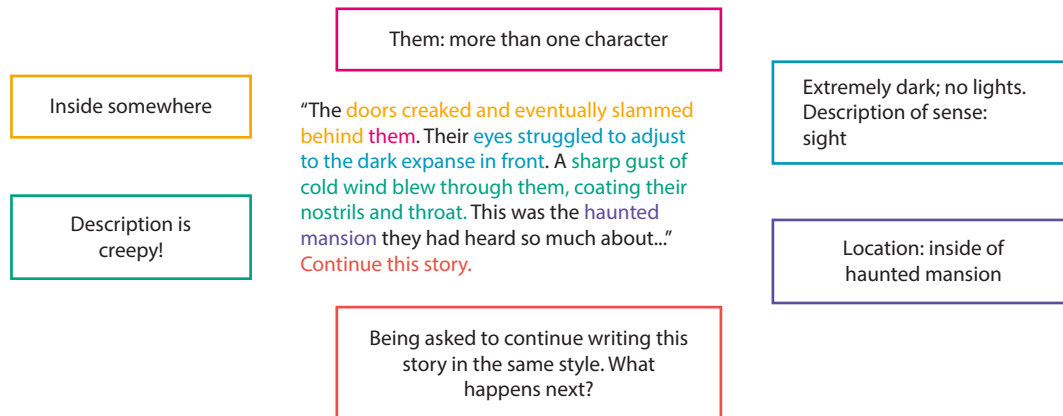 Them: more than one character
Inside somewhere
Extremely dark; no lights.
Description of sense:
sight
“The doors creaked and eventually slammed
behind them. Their eyes struggled to adjust
to the dark expanse in front. A sharp gust of
cold wind blew through them, coating their
nostrils and throat. This was the haunted
mansion they had heard so much about...”
Continue this story.
Description is
creepy!
Location: inside of
haunted mansion
Being asked to continue writing this
story in the same style. What
happens next?